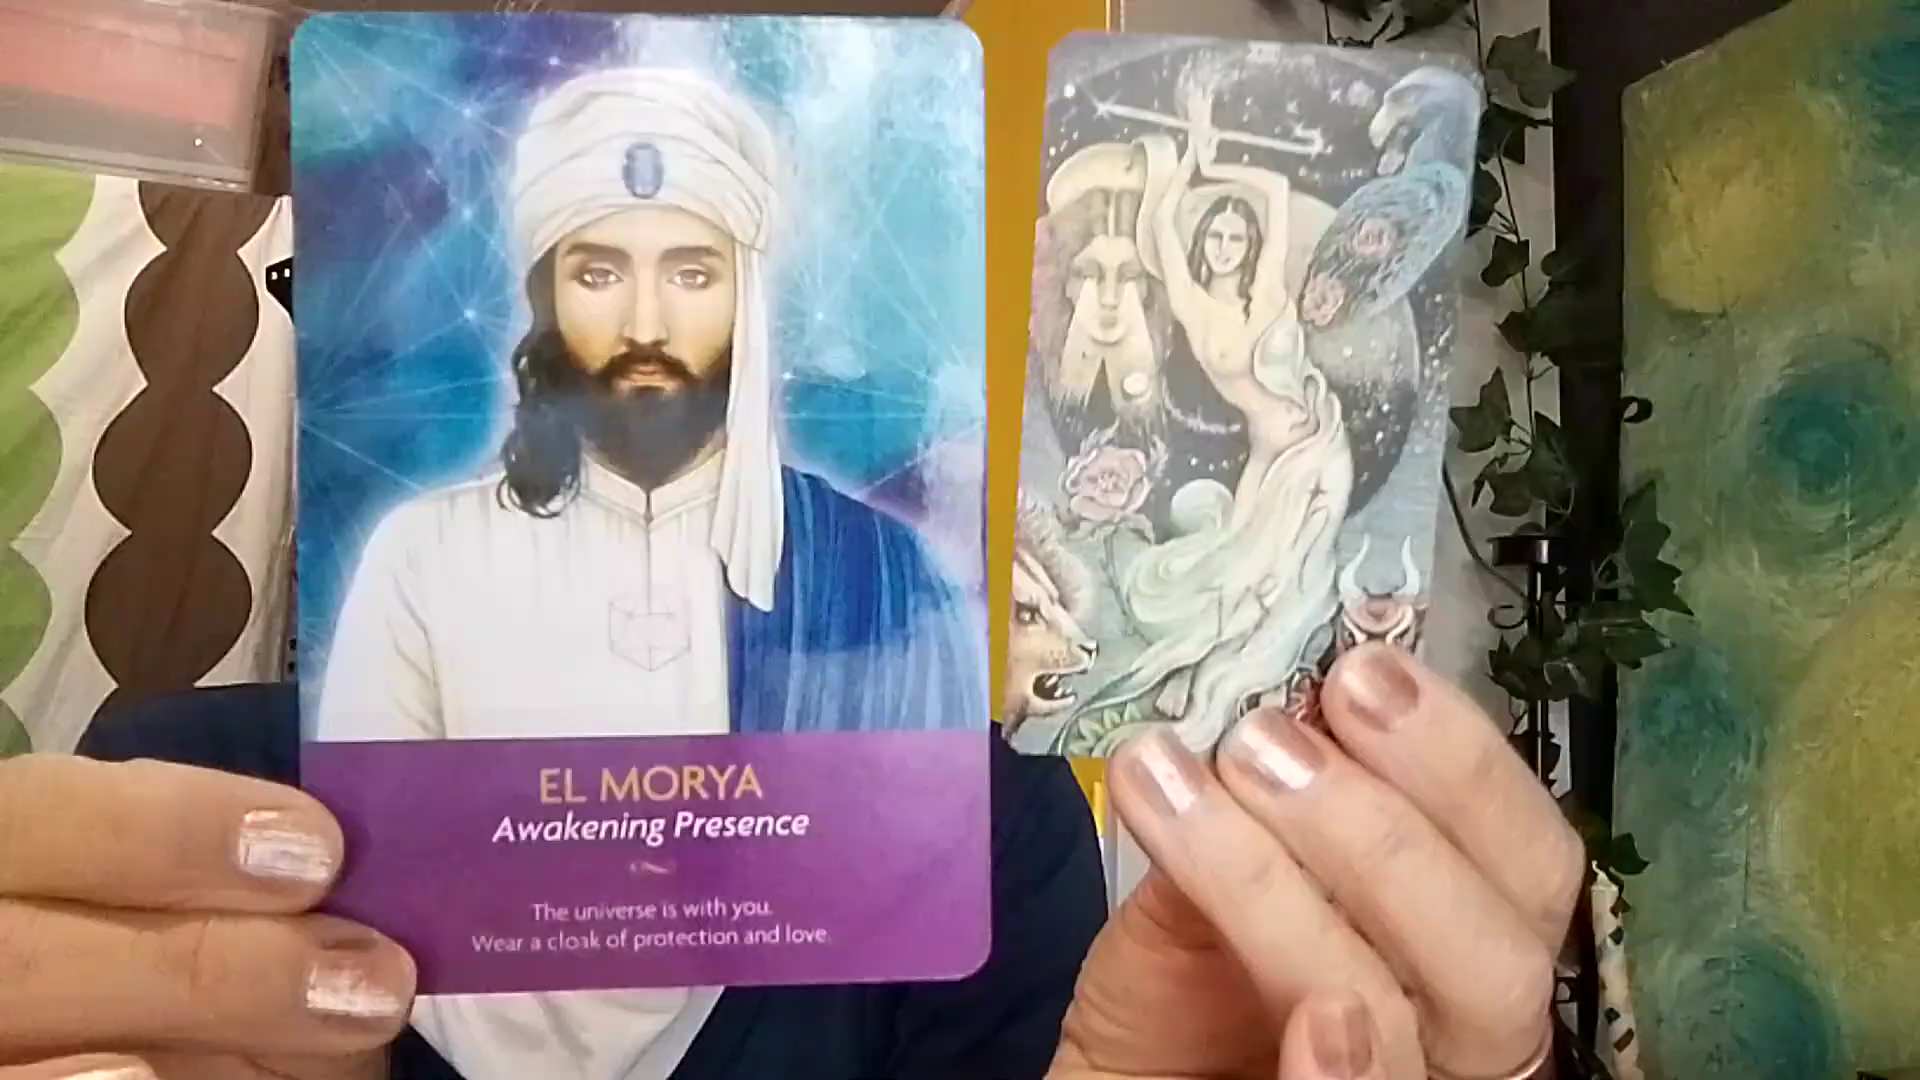 EL MORYA
Awakening Presence
The universe is with you.
Wear a cloak of protection and love.